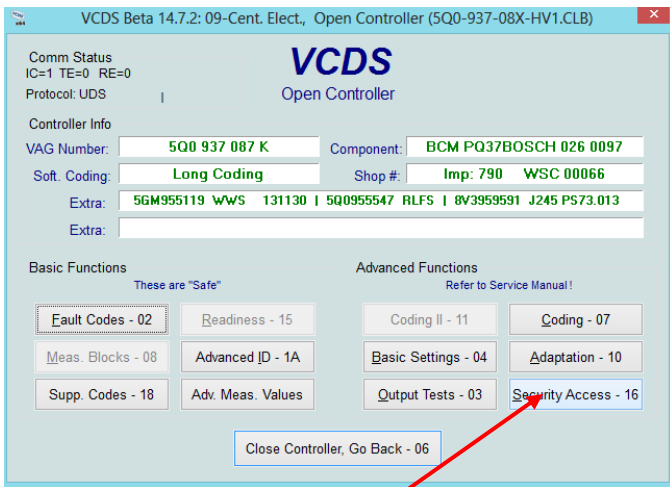 VCDS Beta 14.7.2: 09-Cent. Elect., Open Controller (5Q0-937-08X-HV1.CLB)
Comm Status
IC=1 TE=0 RE=0
Protocol: UDS
VCDS
Open Controller
Controller Info
VAG Number: 5Q0 937 087 K Component: BCM PQ37BOSCH 026 0097
Soft. Coding: Long Coding Shop #: Imp: 790 WSC 00066
Extra: 5GM955119 WWS 131130 | 5Q0955547 RLFS | 8V3959591 J245 PS73.013
Extra:
Basic Functions
These are "Safe"
Advanced Functions
Refer to Service Manual!
Fault Codes - 02 Readiness - 15 Coding II - 11 Coding - 07
Meas. Blocks - 08 Advanced ID - 1A Basic Settings - 04 Adaptation - 10
Supp. Codes - 18 Adv. Meas. Values Output Tests - 03 Security Access - 16
Close Controller, Go Back - 06